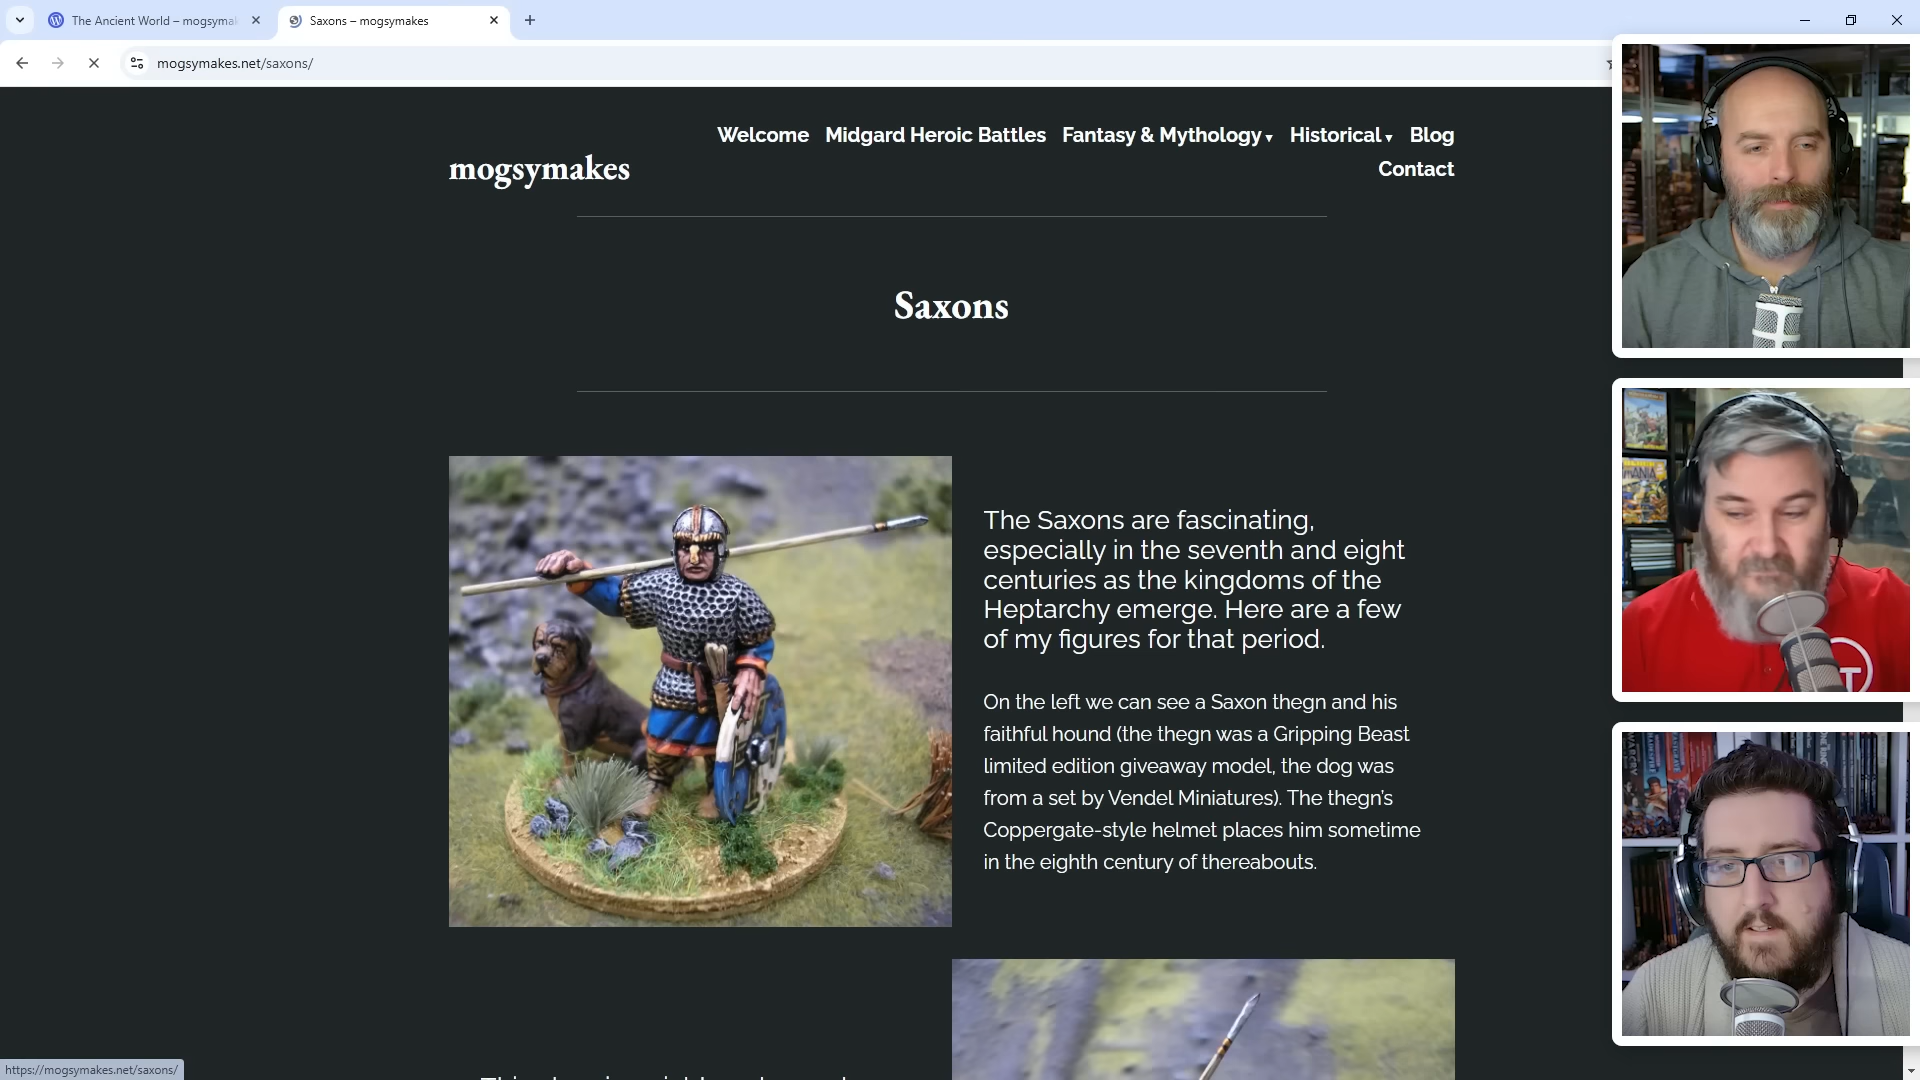 The Ancient World – mogsymak
Saxons – mogsymakes
mogsymakes.net/saxons/
Welcome Midgard Heroic Battles Fantasy & Mythology▾ Historical▾ Blog
Contact
mogsymakes
Saxons
The Saxons are fascinating,
especially in the seventh and eight
centuries as the kingdoms of the
Heptarchy emerge. Here are a few
of my figures for that period.
On the left we can see a Saxon thegn and his
faithful hound (the thegn was a Gripping Beast
limited edition giveaway model, the dog was
from a set by Vendel Miniatures). The thegn’s
Coppergate-style helmet places him sometime
in the eighth century of thereabouts.
https://mogsymakes.net/saxons/